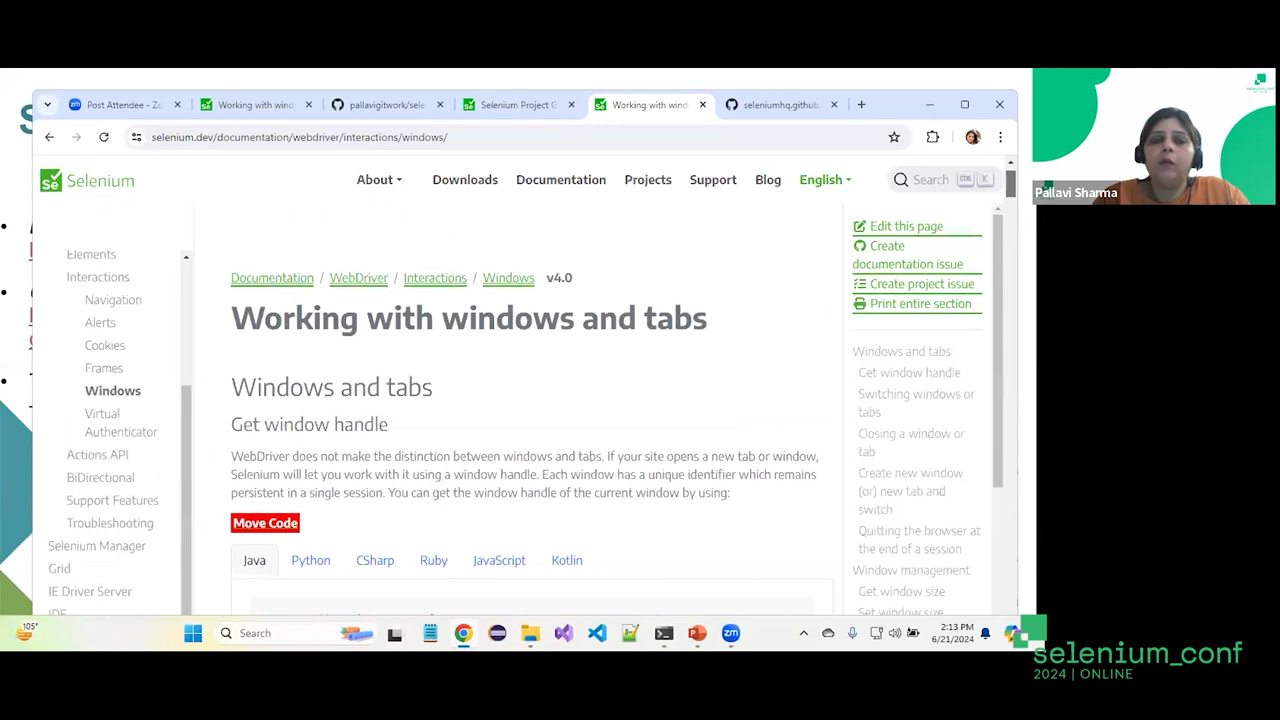 Post Attendee - Zo
Working with wind
pallavigitwork/sele
Selenium Project G
Working with wind
seleniumhq.github.
selenium.dev/documentation/webdriver/interactions/windows/
Se Selenium
About
Downloads
Documentation
Projects
Support
Blog
English
Search CTRL K
Pallavi Sharma
Elements
Interactions
Navigation
Alerts
Cookies
Frames
Windows
Virtual
Authenticator
Actions API
BiDirectional
Support Features
Troubleshooting
Selenium Manager
Grid
IE Driver Server
IDE
Documentation / WebDriver / Interactions / Windows v4.0
Working with windows and tabs
Windows and tabs
Get window handle
WebDriver does not make the distinction between windows and tabs. If your site opens a new tab or window,
Selenium will let you work with it using a window handle. Each window has a unique identifier which remains
persistent in a single session. You can get the window handle of the current window by using:
Move Code
Java Python CSharp Ruby JavaScript Kotlin
Edit this page
Create
documentation issue
Create project issue
Print entire section
Windows and tabs
Get window handle
Switching windows or
tabs
Closing a window or
tab
Create new window
(or) new tab and
switch
Quitting the browser at
the end of a session
Window management
Get window size
Set window size
105°
Search
2:13 PM
6/21/2024
selenium_conf
2024 | ONLINE